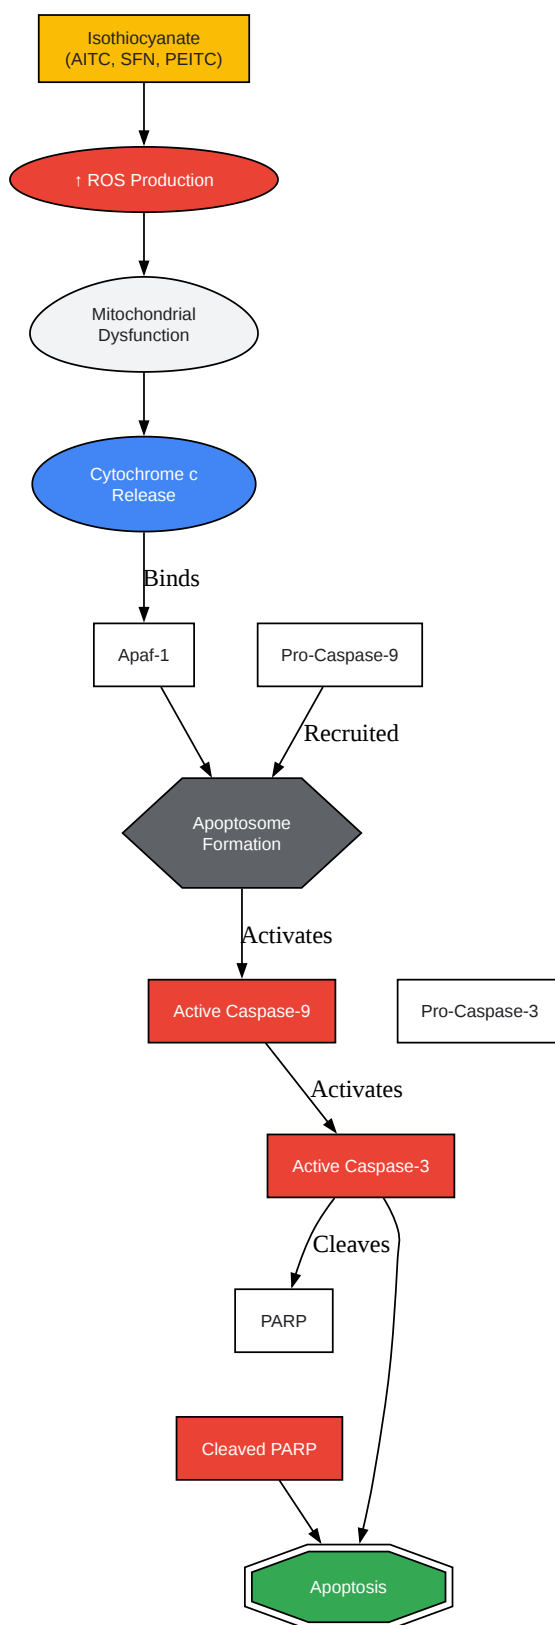 Isothiocyanate
(AITC, SFN, PEITC)
↑ ROS Production
Mitochondrial
Dysfunction
Cytochrome c
Release
Binds
Apaf-1
Pro-Caspase-9
Recruited
Apoptosome
Formation
Activates
Active Caspase-9
Pro-Caspase-3
Activates
Active Caspase-3
Cleaves
PARP
Cleaved PARP
Apoptosis